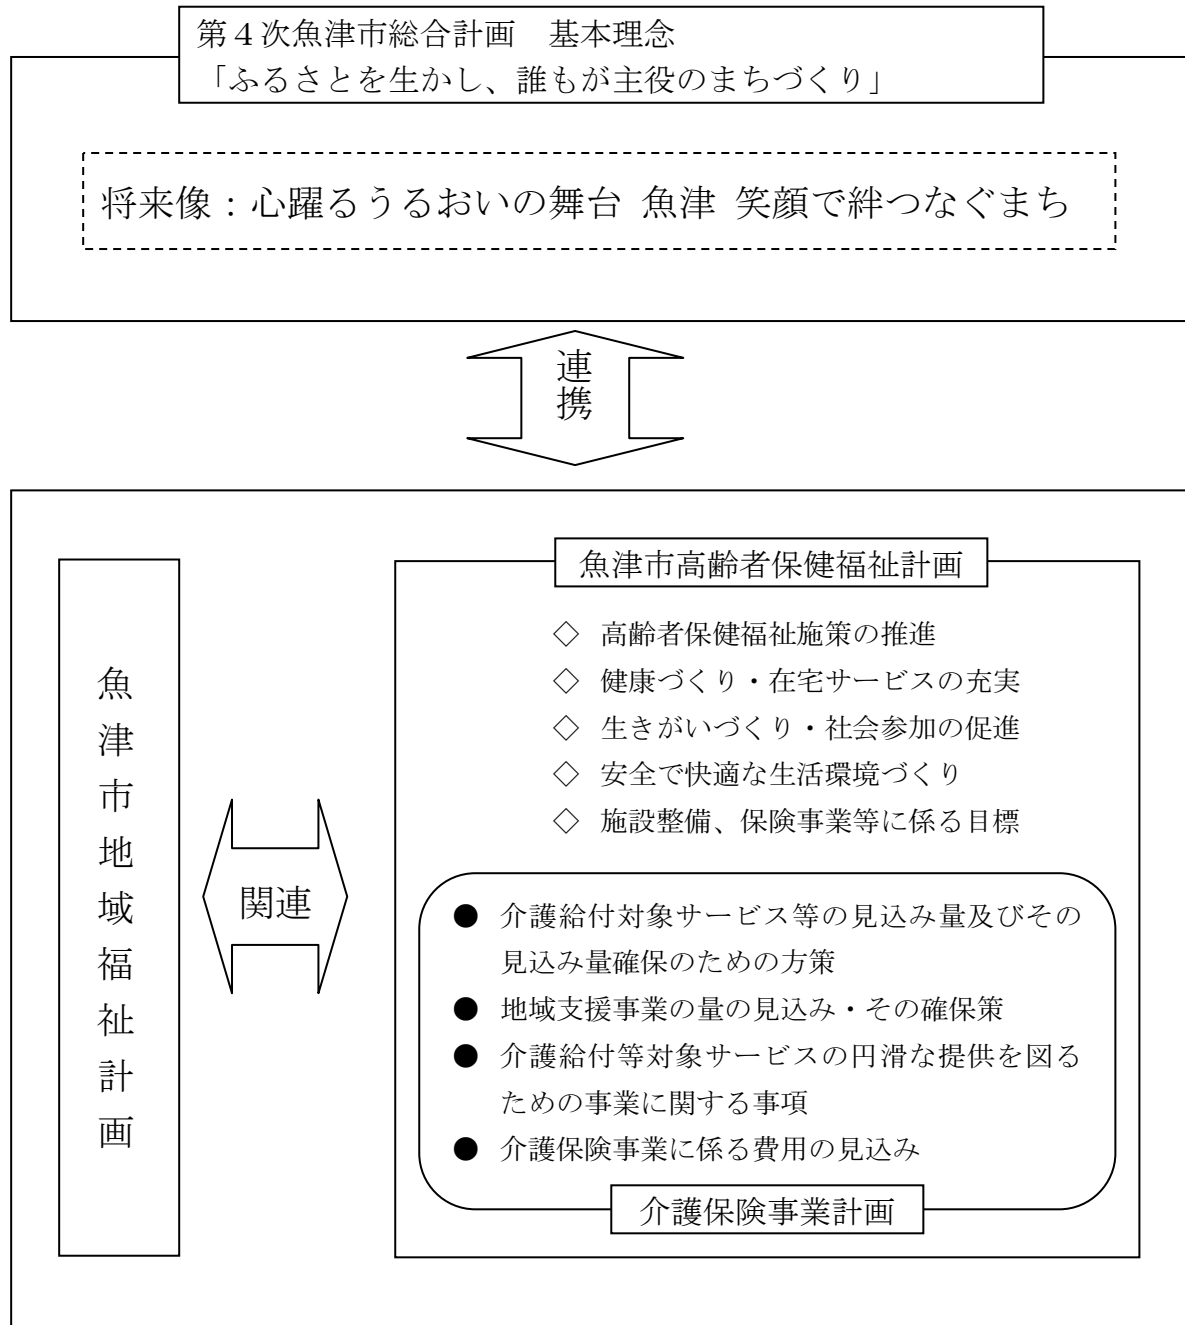 第４次魚津市総合計画　基本理念
「ふるさとを生かし、誰もが主役のまちづくり」
将来像：心躍るうるおいの舞台 魚津 笑顔で絆つなぐまち
連携
魚津市地域福祉計画
関連
魚津市高齢者保健福祉計画
◇ 高齢者保健福祉施策の推進
◇ 健康づくり・在宅サービスの充実
◇ 生きがいづくり・社会参加の促進
◇ 安全で快適な生活環境づくり
◇ 施設整備、保険事業等に係る目標
● 介護給付対象サービス等の見込み量及びその
見込み量確保のための方策
● 地域支援事業の量の見込み・その確保策
● 介護給付等対象サービスの円滑な提供を図る
ための事業に関する事項
● 介護保険事業に係る費用の見込み
介護保険事業計画